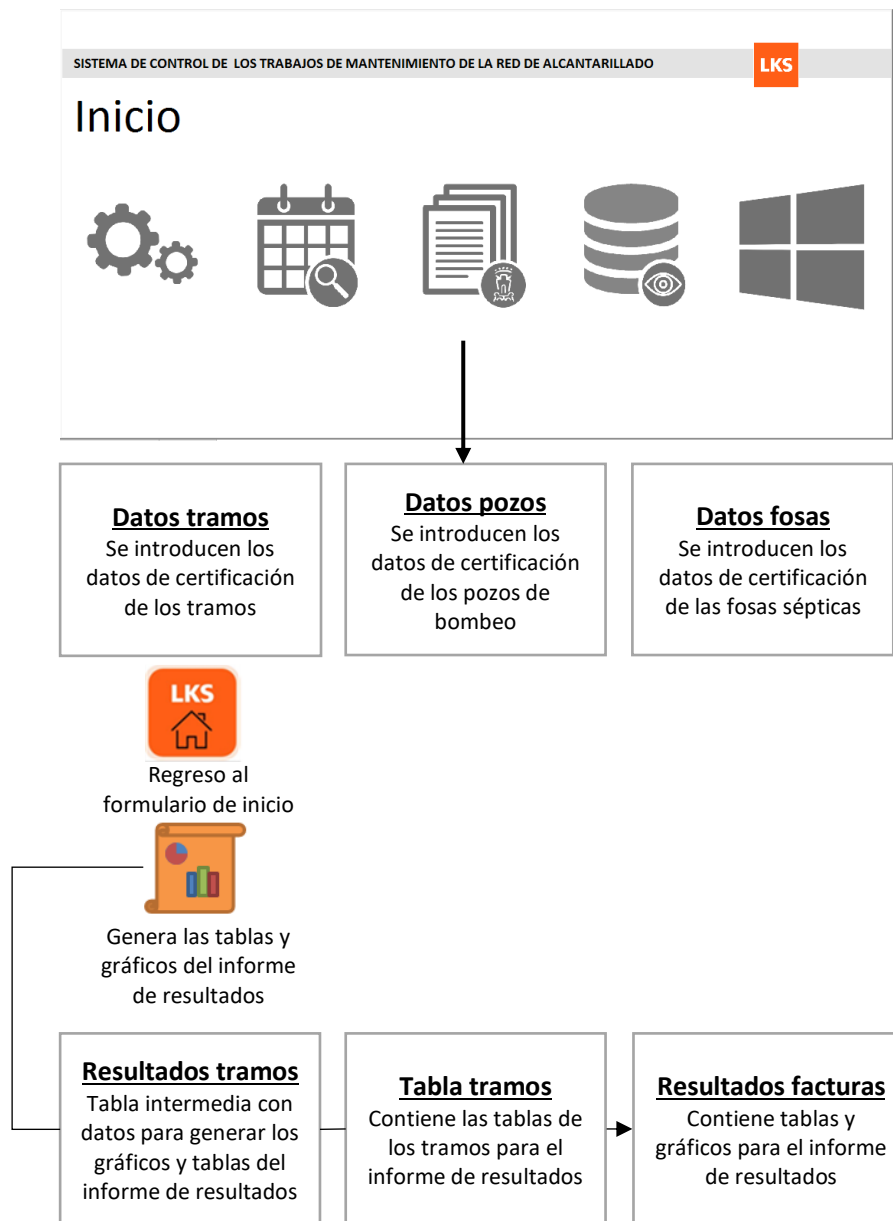 SISTEMA DE CONTROL DE LOS TRABAJOS DE MANTENIMIENTO DE LA RED DE ALCANTARILLADO
LKS
Inicio
Datos tramos
Se introducen los
datos de certificación
de los tramos
Datos pozos
Se introducen los
datos de certificación
de los pozos de
bombeo
Datos fosas
Se introducen los
datos de certificación
de las fosas sépticas
LKS
Regreso al
formulario de inicio
Genera las tablas y
gráficos del informe
de resultados
Resultados tramos
Tabla intermedia con
datos para generar los
gráficos y tablas del
informe de resultados
Tabla tramos
Contiene las tablas de
los tramos para el
informe de resultados
Resultados facturas
Contiene tablas y
gráficos para el informe
de resultados